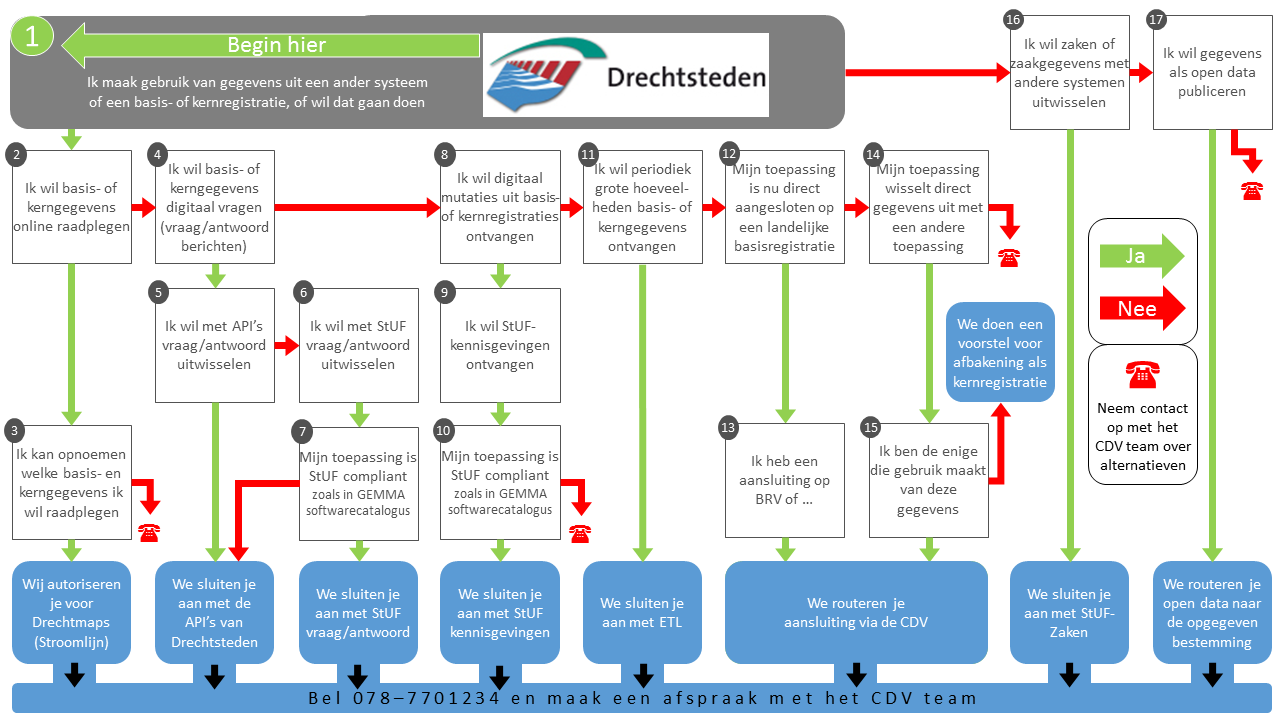 1
Begin hier
Ik maak gebruik van gegevens uit een ander systeem
of een basis- of kernregistratie, of wil dat gaan doen
Drechtsteden
16
Ik wil zaken of
zaakgegevens met
andere systemen
uitwisselen
17
Ik wil gegevens
als open data
publiceren
2
Ik wil basis- of
kerngegevens
online raadplegen
4
Ik wil basis- of
kerngegevens
digitaal vragen
(vraag/antwoord
berichten)
8
Ik wil digitaal
mutaties uit basis-
of kernregistraties
ontvangen
11
Ik wil periodiek
grote hoeveel-
heden basis- of
kerngegevens
ontvangen
12
Mijn toepassing
is nu direct
aangesloten op
een landelijke
basisregistratie
14
Mijn toepassing
wisselt direct
gegevens uit met
een andere
toepassing
Ja
Nee
Neem contact
op met het
CDV team over
alternatieven
5
Ik wil met API's
vraag/antwoord
uitwisselen
6
Ik wil met StUF
vraag/antwoord
uitwisselen
9
Ik wil StUF-
kennisgevingen
ontvangen
We doen een
voorstel voor
afbakening als
kernregistratie
3
Ik kan opnoemen
welke basis- en
kerngegevens ik
wil raadplegen
7
Mijn toepassing is
StUF compliant
zoals in GEMMA
softwarecatalogus
10
Mijn toepassing is
StUF compliant
zoals in GEMMA
softwarecatalogus
13
Ik heb een
aansluiting op
BRV of …
15
Ik ben de enige
die gebruik maakt
van deze
gegevens
Wij autoriseren
je voor
Drechtmaps
(Stroomlijn)
We sluiten je
aan met de
API's van
Drechtsteden
We sluiten je
aan met StUF
vraag/antwoord
We sluiten je
aan met StUF
kennisgevingen
We sluiten je
aan met ETL
We routeren je
aansluiting via de CDV
We sluiten je
aan met StUF-
Zaken
We routeren je
open data naar
de opgegeven
bestemming
Bel 078–7701234 en maak een afspraak met het CDV team